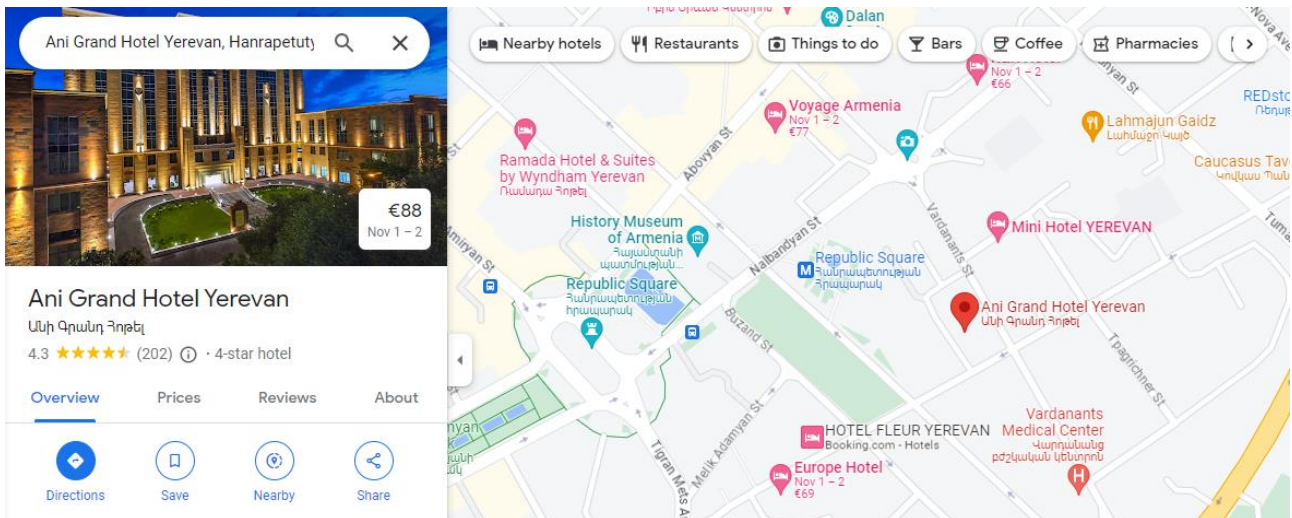 Ani Grand Hotel Yerevan, Hanrapetuty
€88
Nov 1 – 2
Ani Grand Hotel Yerevan
Անի Գրանդ Հոթել
4.3 (202) · 4-star hotel
Overview Prices Reviews About
Directions Save Nearby Share
Nearby hotels Restaurants Things to do Bars Coffee Pharmacies
Dalan
Nov 1 – 2
€66
Voyage Armenia
Nov 1 – 2
€77
Lahmajun Gaidz
Լահմաջո Կայծ
Ramada Hotel & Suites
by Wyndham Yerevan
Ռամադա Հոթել
Abovyan St
History Museum
of Armenia
Հայաստանի
պատմության...
Nalbandyan St
Vardanants St
Mini Hotel YEREVAN
Amiryan St
Republic Square
Հանրապետության
հրապարակ
M
Republic Square
Հանրապետության
Հրապարակ
Buzand St
Ani Grand Hotel Yerevan
Անի Գրանդ Հոթել
Tpagrichner St
Tigran Mets A
Melik Adamyan St
HOTEL FLEUR YEREVAN
Booking.com - Hotels
Europe Hotel
Nov 1 – 2
€69
Vardanants
Medical Center
Վարդանանց
բժշկական կենտրոն
H